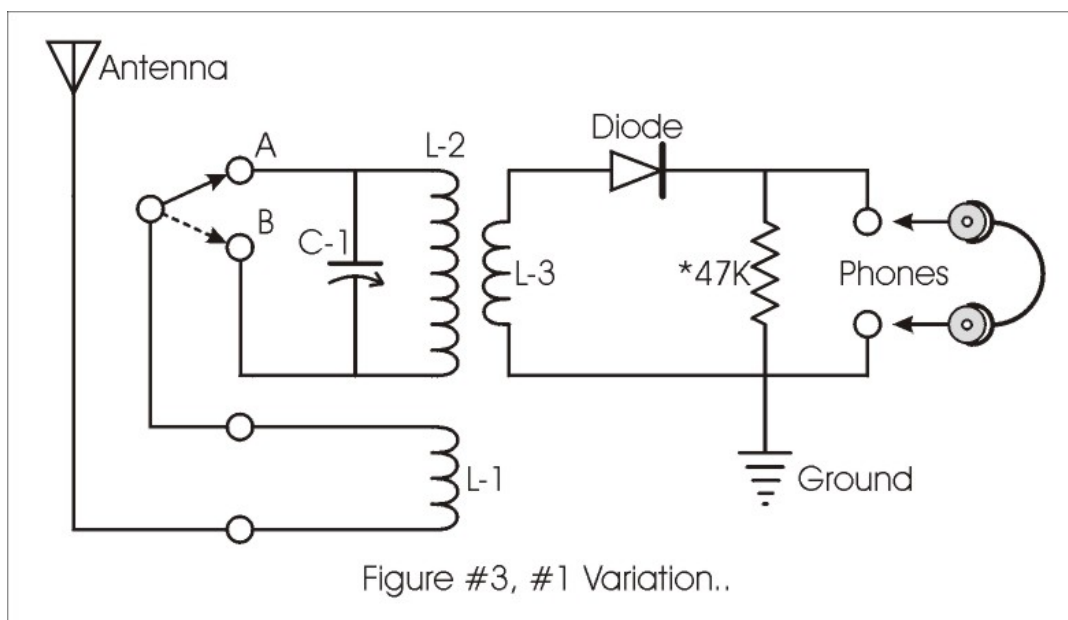 Antenna
Diode
A
L-2
B
C-1
L-3
*47K
Phones
L-1
Ground
Figure #3, #1 Variation..